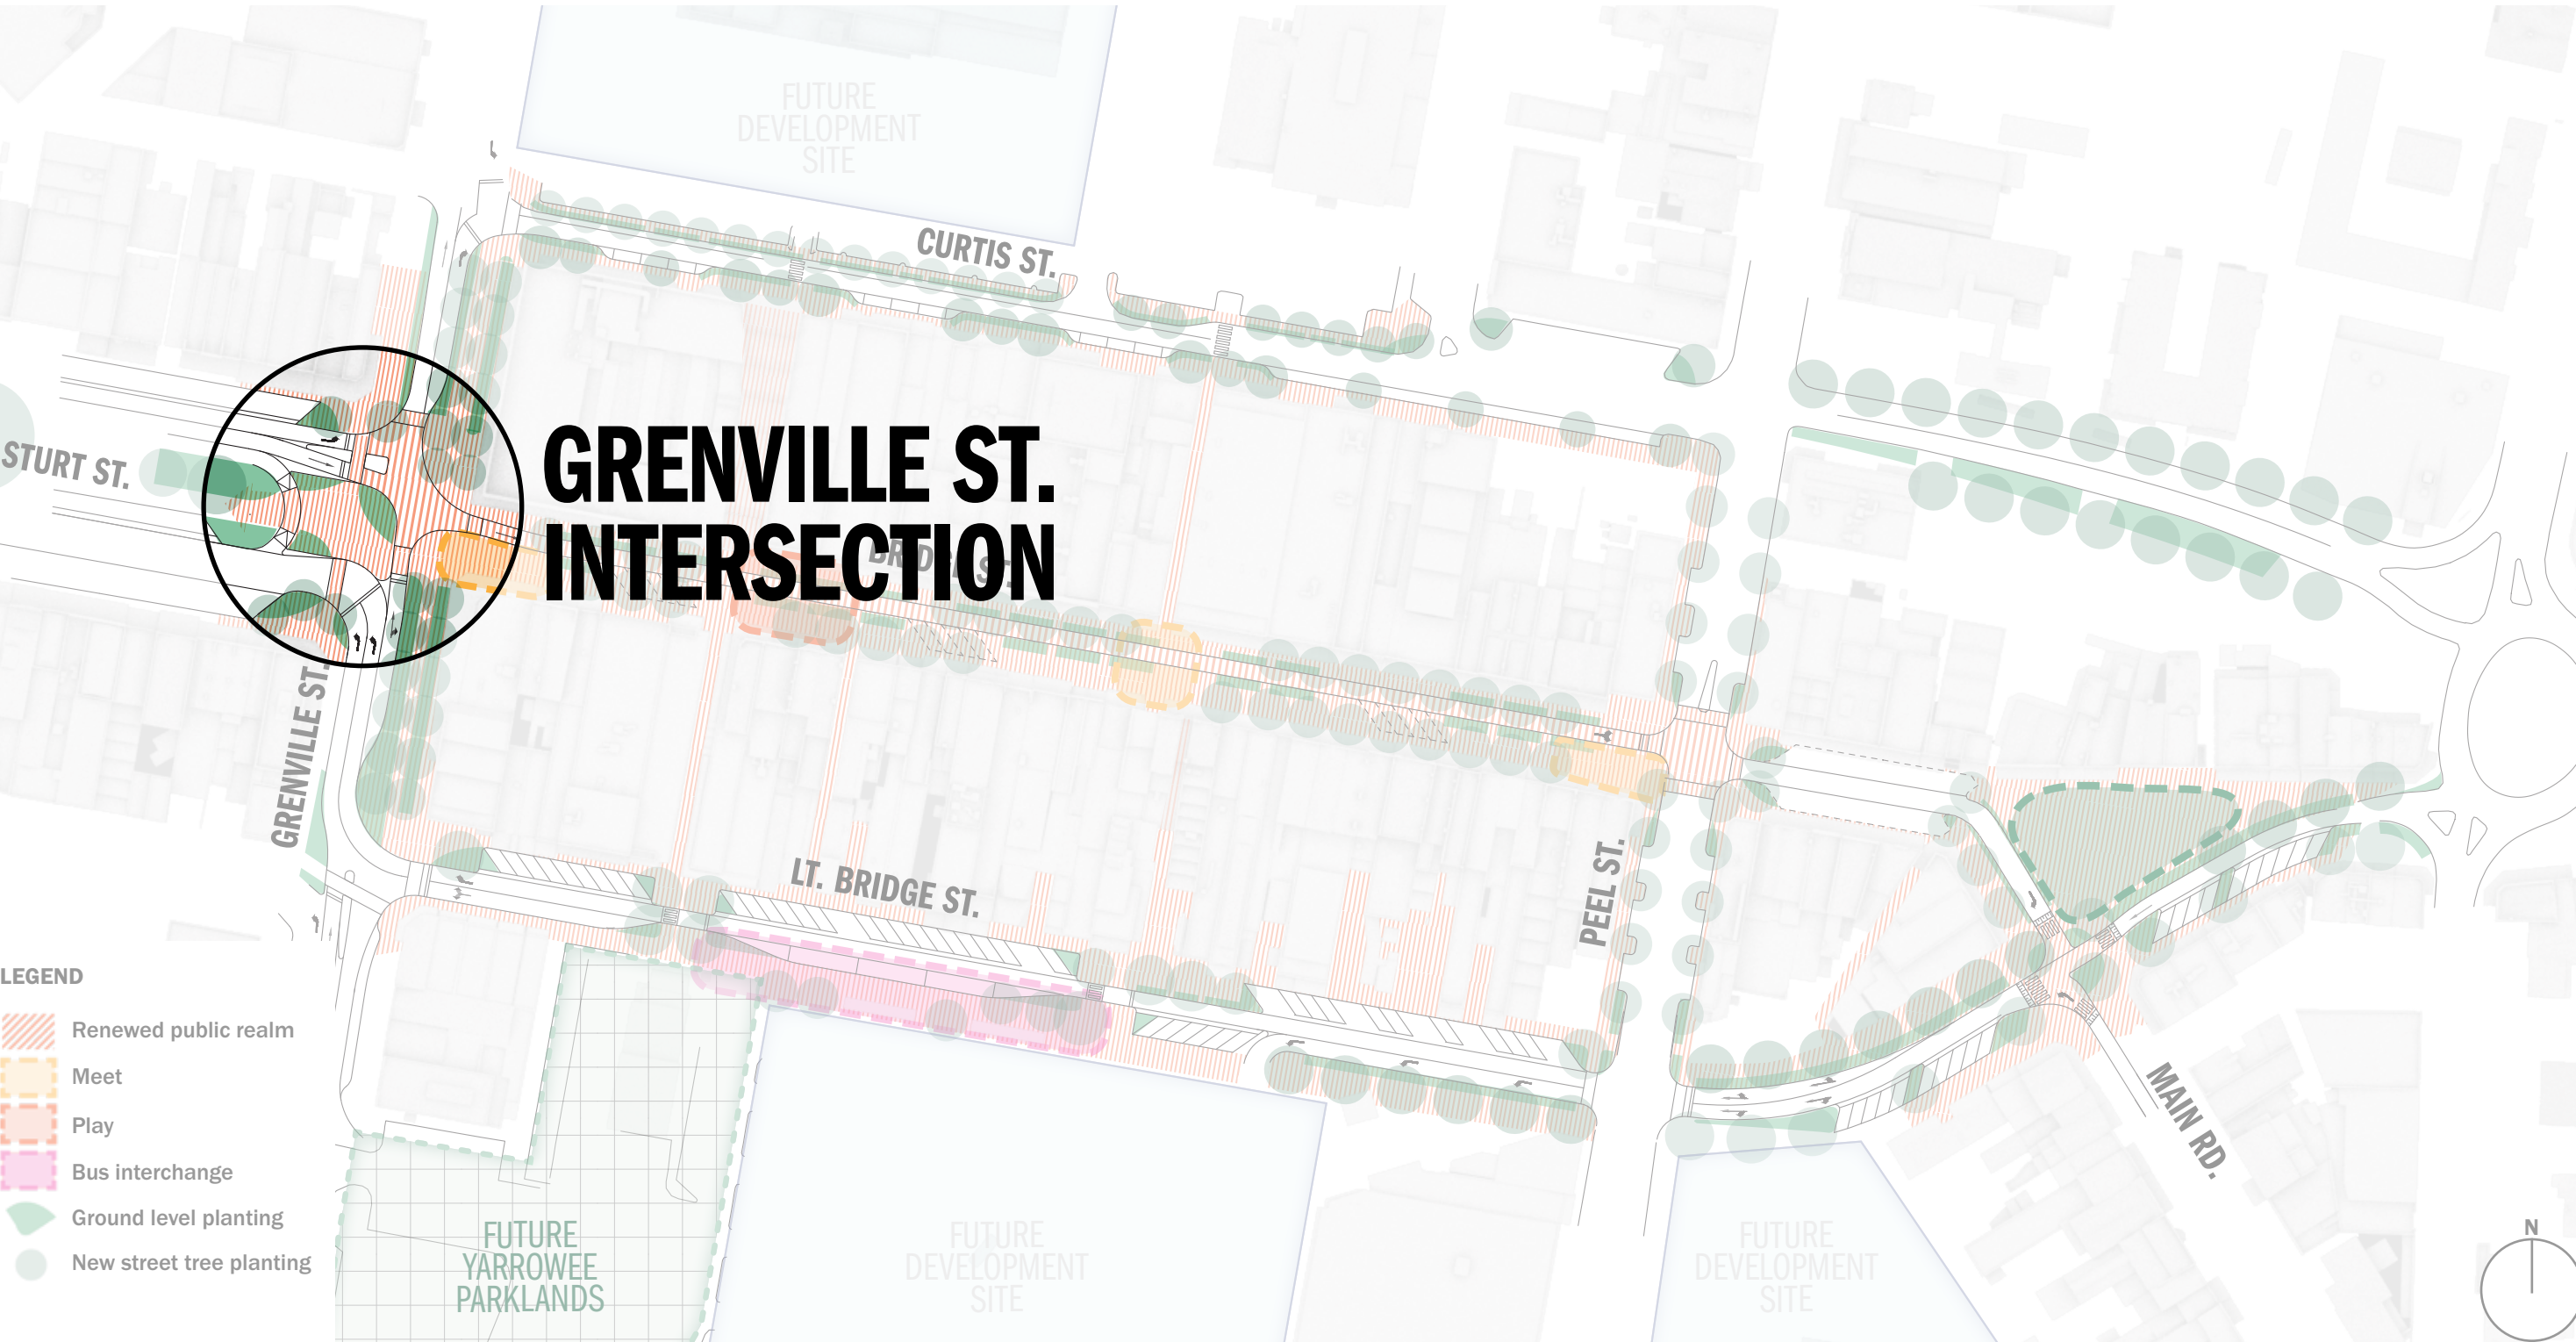 FUTURE
DEVELOPMENT
SITE
CURTIS ST.
STURT ST.
GRENVILLE ST.
INTERSECTION
BRIDGE ST.
GRENVILLE ST.
LT. BRIDGE ST.
PEEL ST.
MAIN RD.
LEGEND
Renewed public realm
Meet
Play
Bus interchange
Ground level planting
New street tree planting
FUTURE
YARROWEE
PARKLANDS
FUTURE
DEVELOPMENT
SITE
FUTURE
DEVELOPMENT
SITE
N